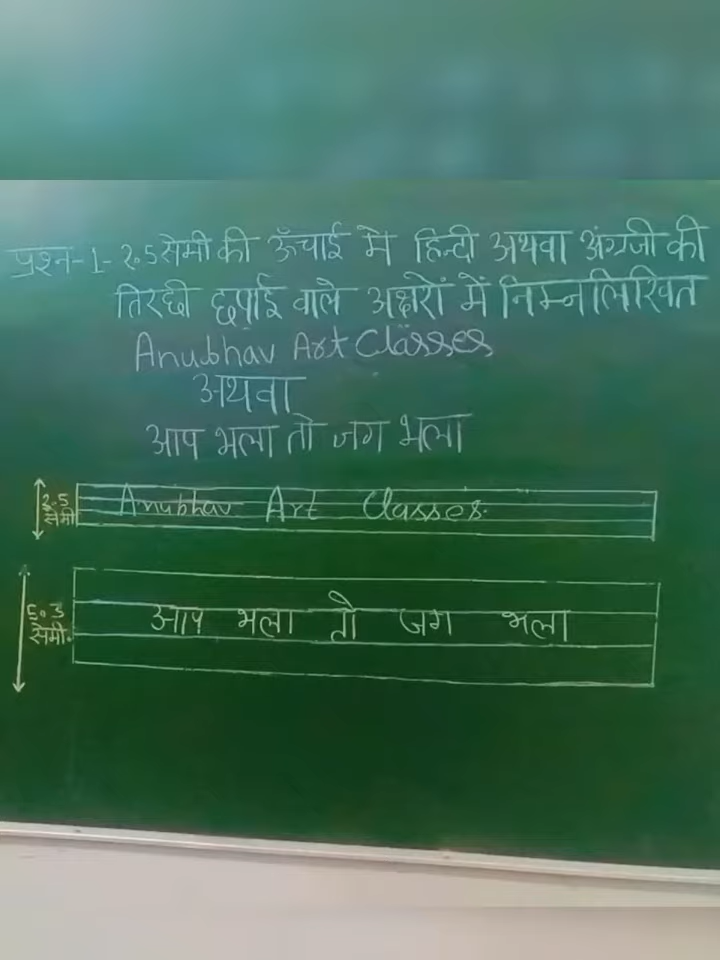 प्रश्न-1- 2.5 सेमी की ऊँचाई मे हिन्दी अथवा अंग्रजी की
तिरछी छपाई वाले अक्षरों में निम्नलिखित
Anubhav Art Classes
अथवा
आप भला तो जग भला
2.5 सेमी Anubhav Art Classes.
सेमी. आप भला तो जग भला